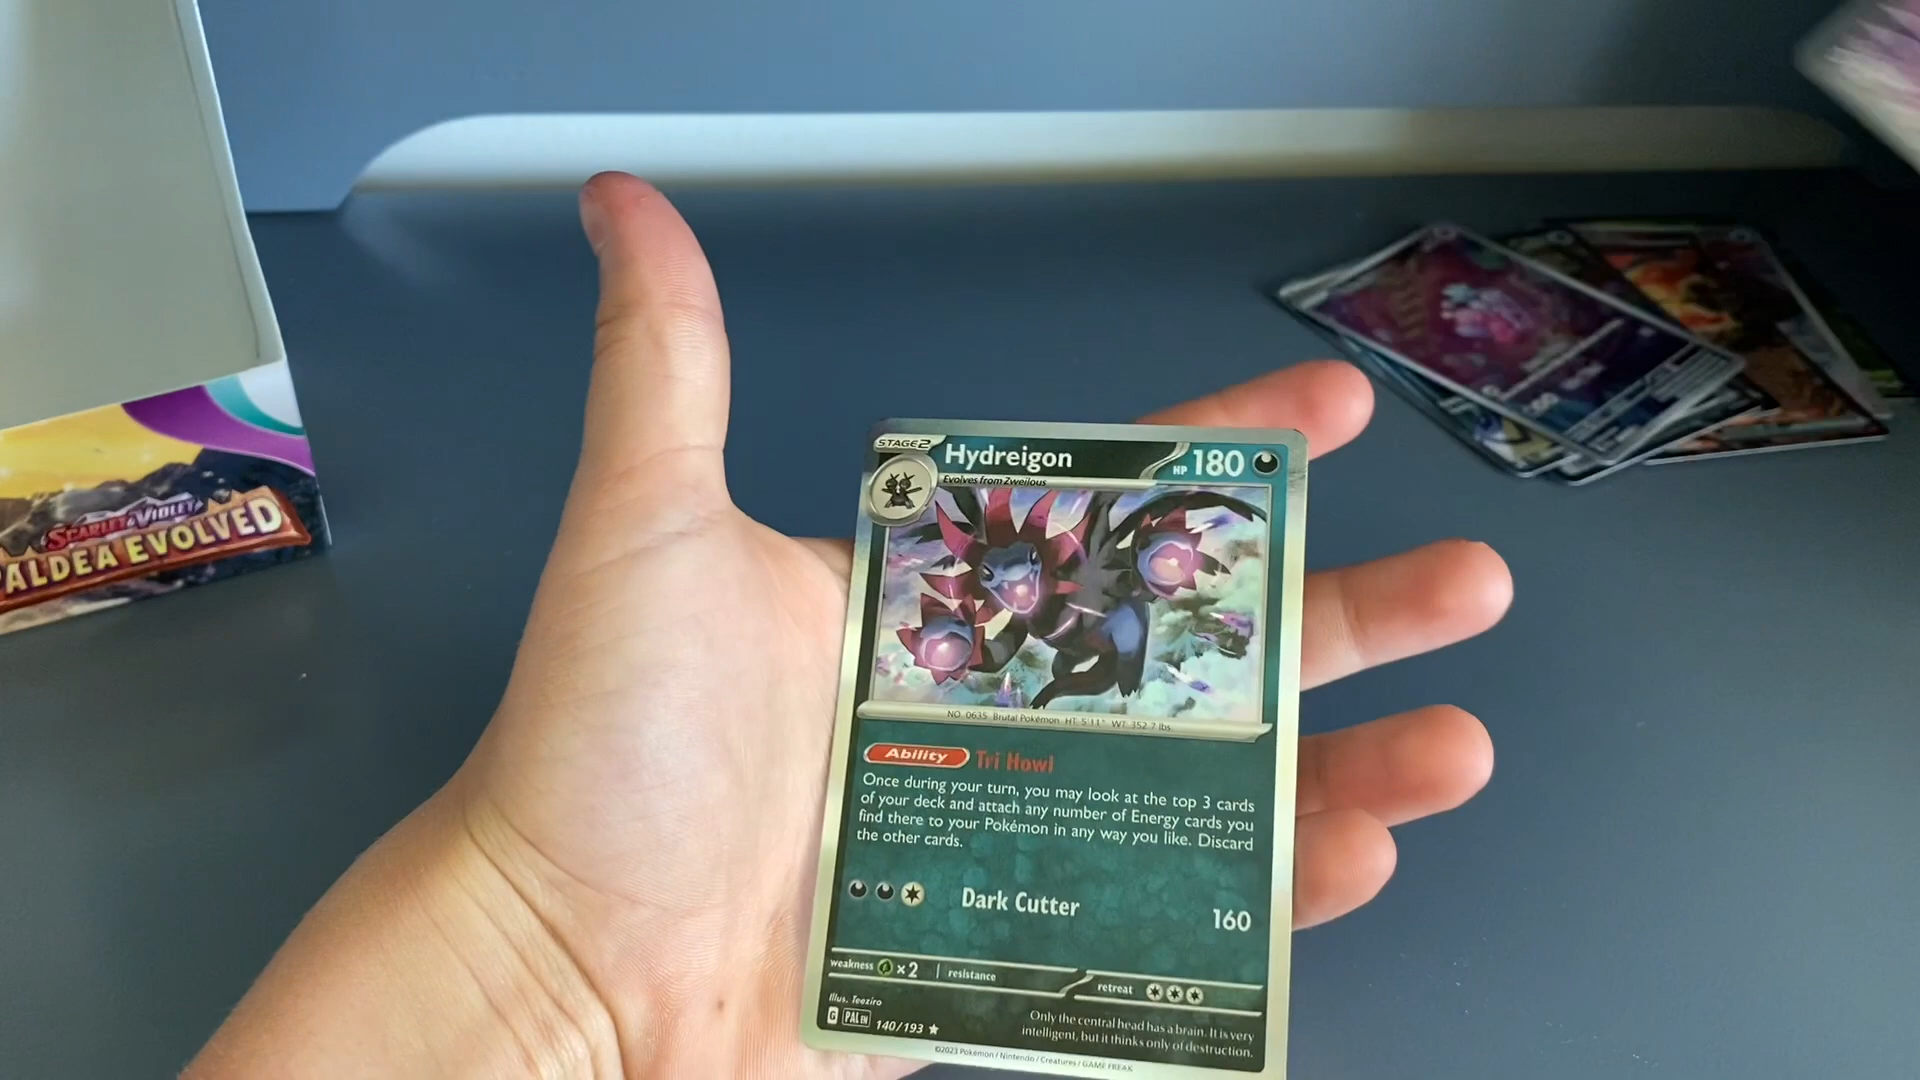 SCARLET & VIOLET
ALDEA EVOLVED
STAGE 2
Hydreigon
HP 180
Evolves from Zweilous
NO. 0635 Brutal Pokémon HT: 5'11" WT: 352.7 lbs.
Ability Tri Howl
Once during your turn, you may look at the top 3 cards
of your deck and attach any number of Energy cards you
find there to your Pokémon in any way you like. Discard
the other cards.
Dark Cutter 160
weakness ×2 resistance
retreat
Illus. Teeziro
G PAL EN 140/193
Only the central head has a brain. It is very
intelligent, but it thinks only of destruction.
©2023 Pokémon / Nintendo / Creatures / GAME FREAK